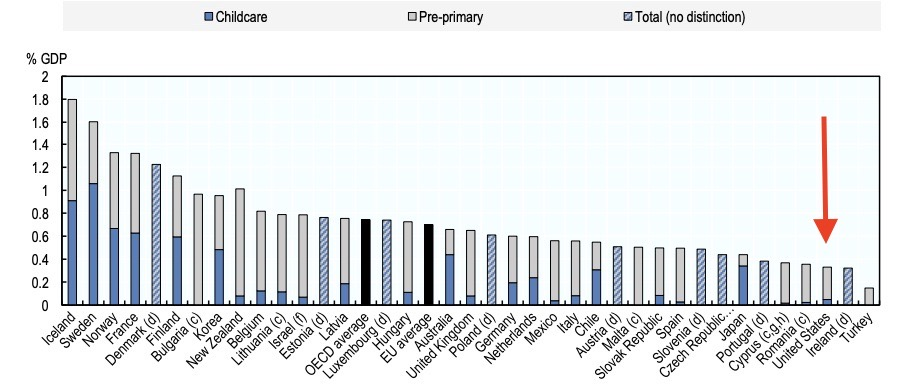 Childcare
Pre-primary
Total (no distinction)
% GDP
2
1.8
1.6
1.4
1.2
1
0.8
0.6
0.4
0.2
0
Iceland
Sweden
Norway
France
Denmark (d)
Finland
Bulgaria (c)
Korea
New Zealand
Belgium
Lithuania (c)
Israel (f)
Estonia (d)
Latvia
OECD average
Luxembourg (d)
Hungary
EU average
Australia
United Kingdom
Poland (d)
Germany
Netherlands
Mexico
Italy
Chile
Austria (d)
Malta (c)
Slovak Republic
Spain
Slovenia (d)
Czech Republic...
Japan
Portugal (d)
Cyprus (c,g,h)
Romania (c)
United States
Ireland (d)
Turkey